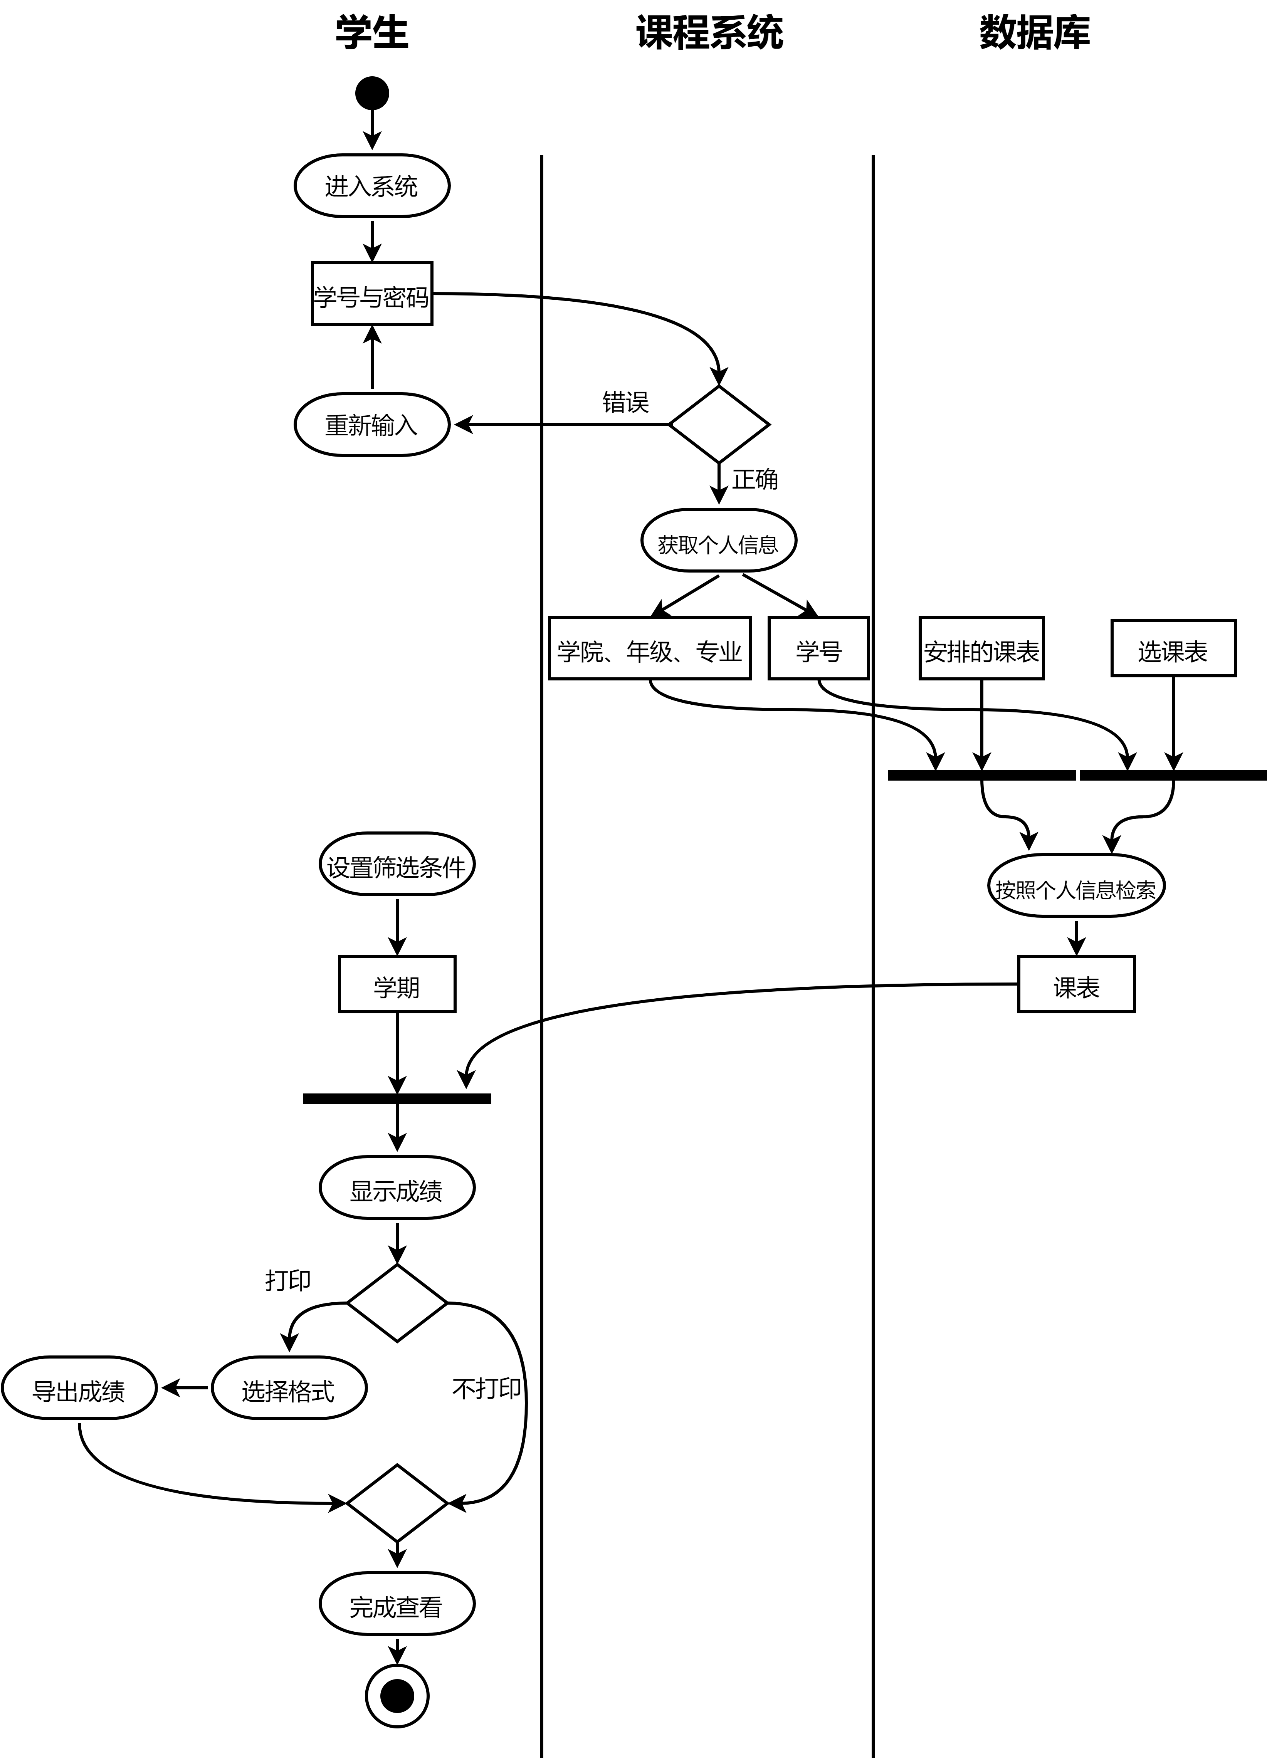 学生
课程系统
数据库
进入系统
学号与密码
错误
重新输入
正确
获取个人信息
学院、年级、专业
学号
安排的课表
选课表
设置筛选条件
按照个人信息检索
学期
课表
显示成绩
打印
不打印
导出成绩
选择格式
完成查看